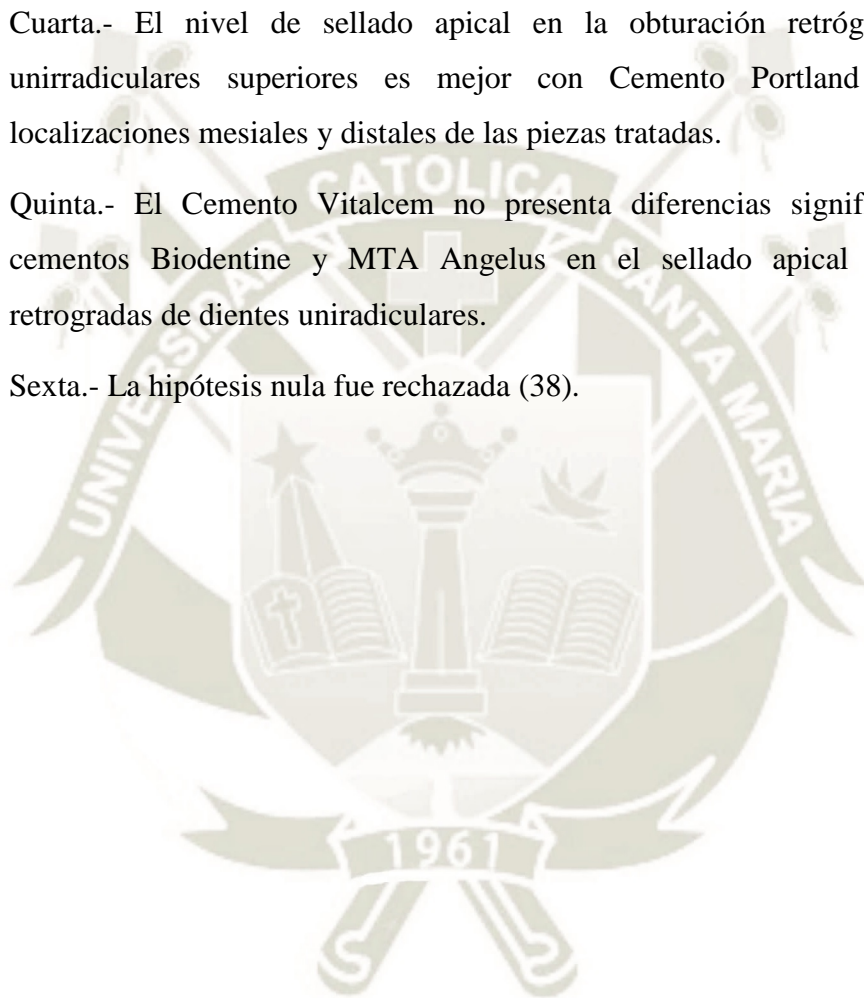 Cuarta.- El nivel de sellado apical en la obturación retróg
unirradiculares superiores es mejor con Cemento Portland
localizaciones mesiales y distales de las piezas tratadas.
Quinta.- El Cemento Vitalcem no presenta diferencias signif
cementos Biodentine y MTA Angelus en el sellado apical
retrogradas de dientes uniradiculares.
Sexta.- La hipótesis nula fue rechazada (38).
UNIVERSIDAD CATOLICA SANTA MARIA
1961